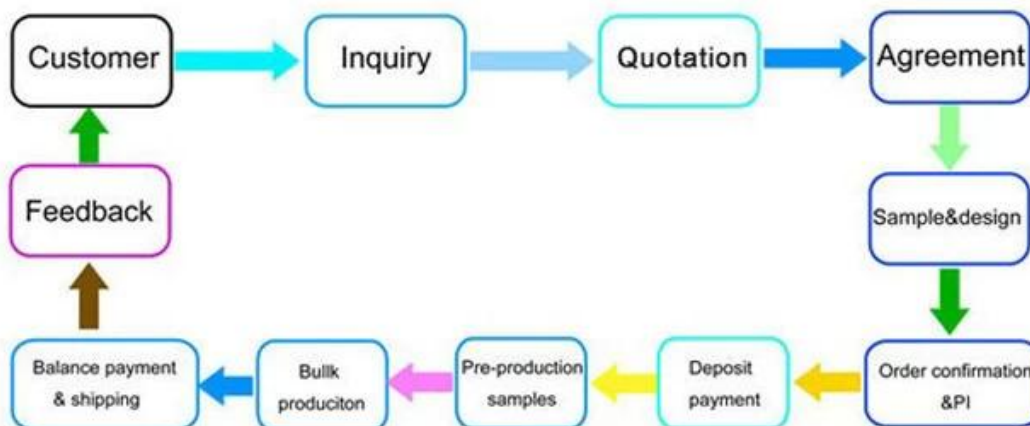 Customer
Inquiry
Quotation
Agreement
Sample&design
Order confirmation
&PI
Deposit
payment
Pre-production
samples
Bullk
produciton
Balance payment
& shipping
Feedback